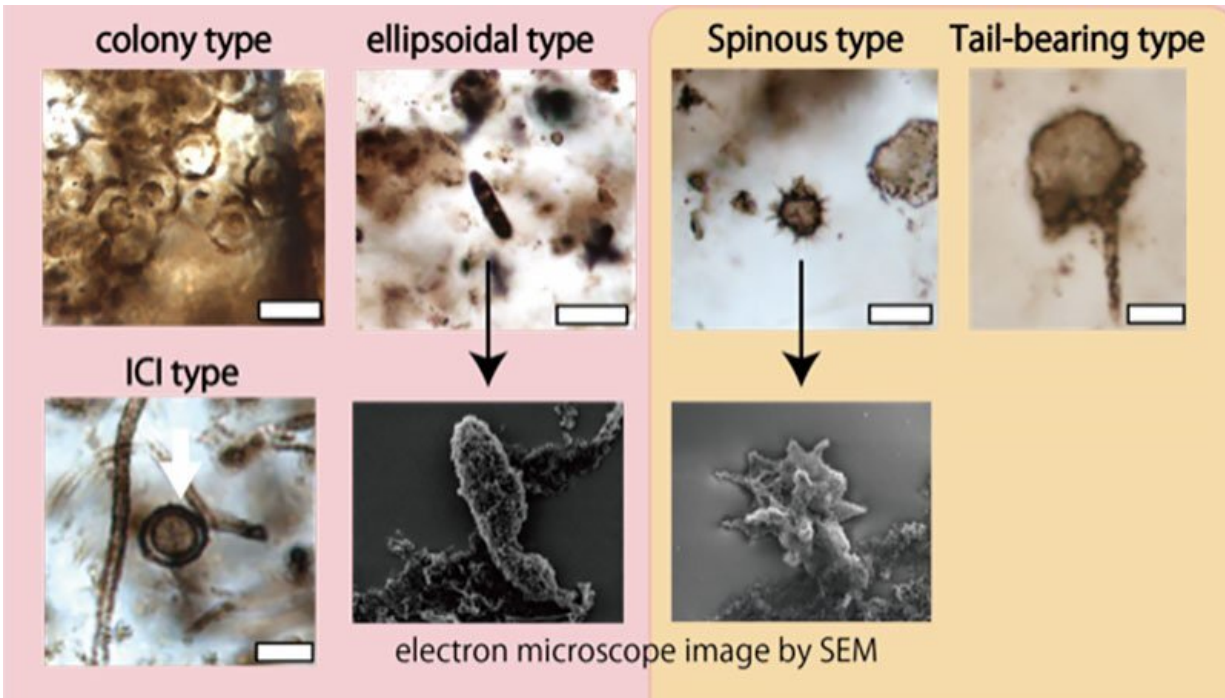 colony type
ellipsoidal type
Spinous type
Tail-bearing type
ICI type
electron microscope image by SEM